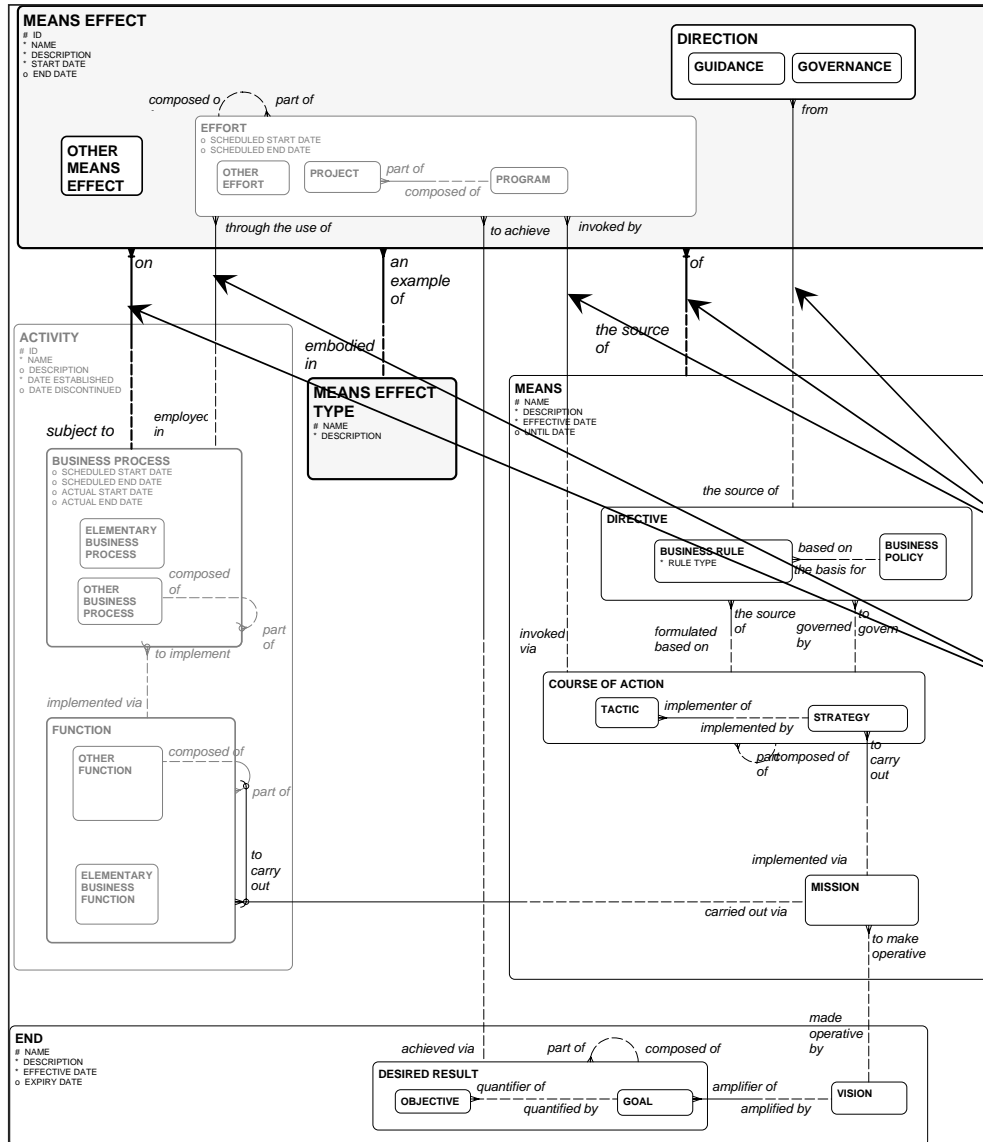 MEANS EFFECT
# ID
* NAME
* DESCRIPTION
* START DATE
o END DATE
DIRECTION
GUIDANCE
GOVERNANCE
from
composed o
part of
EFFORT
o SCHEDULED START DATE
o SCHEDULED END DATE
OTHER
EFFORT
PROJECT
part of
composed of
PROGRAM
OTHER
MEANS
EFFECT
through the use of
to achieve
invoked by
on
an
example
of
of
the source
of
embodied
in
ACTIVITY
# ID
* NAME
o DESCRIPTION
* DATE ESTABLISHED
o DATE DISCONTINUED
MEANS EFFECT
TYPE
# NAME
* DESCRIPTION
MEANS
# NAME
* DESCRIPTION
* EFFECTIVE DATE
o UNTIL DATE
subject to
employed
in
BUSINESS PROCESS
o SCHEDULED START DATE
o SCHEDULED END DATE
o ACTUAL START DATE
o ACTUAL END DATE
ELEMENTARY
BUSINESS
PROCESS
OTHER
BUSINESS
PROCESS
composed
of
part
of
the source of
DIRECTIVE
BUSINESS RULE
* RULE TYPE
based on
the basis for
BUSINESS
POLICY
to implement
invoked
via
formulated
based on
the source
of
governed
by
to
govern
implemented via
COURSE OF ACTION
TACTIC
implementer of
implemented by
STRATEGY
part
of
composed of
to
carry
out
FUNCTION
OTHER
FUNCTION
composed of
part of
ELEMENTARY
BUSINESS
FUNCTION
to
carry
out
implemented via
MISSION
carried out via
to make
operative
made
operative
by
END
# NAME
* DESCRIPTION
* EFFECTIVE DATE
o EXPIRY DATE
achieved via
part of
composed of
DESIRED RESULT
OBJECTIVE
quantifier of
quantified by
GOAL
amplifier of
amplified by
VISION